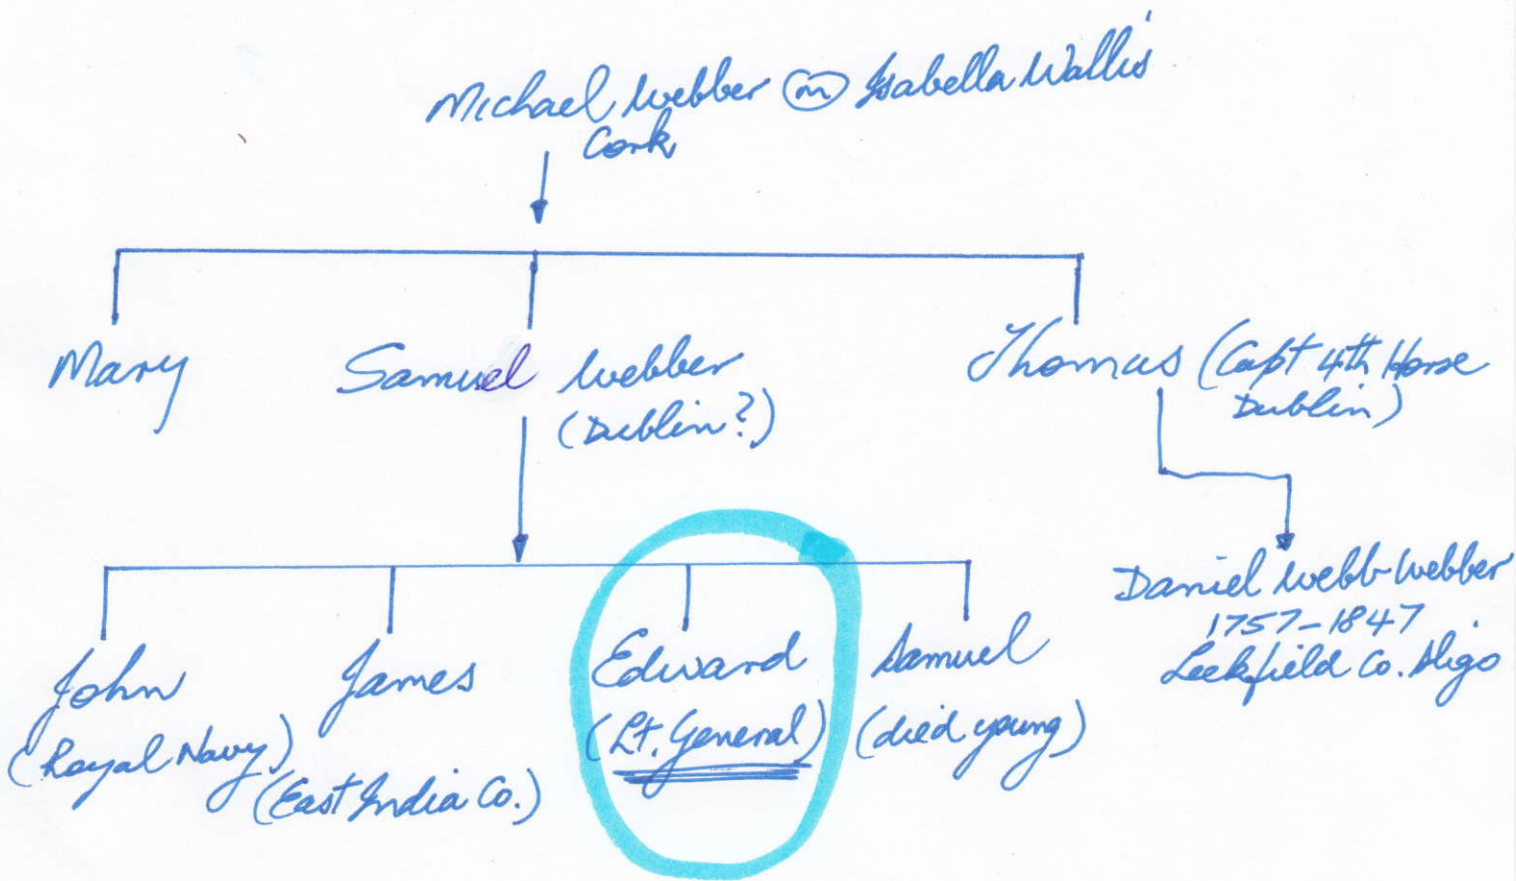 Michael Webber (m) Isabella Wallis
Cork
Mary
Samuel Webber
(Dublin?)
Thomas (Capt 4th Horse
Dublin)
John
(Royal Navy)
James
(East India Co.)
Edward
(Lt. General)
Samuel
(died young)
Daniel Webb-Webber
1757-1847
Leekfield Co. Sligo